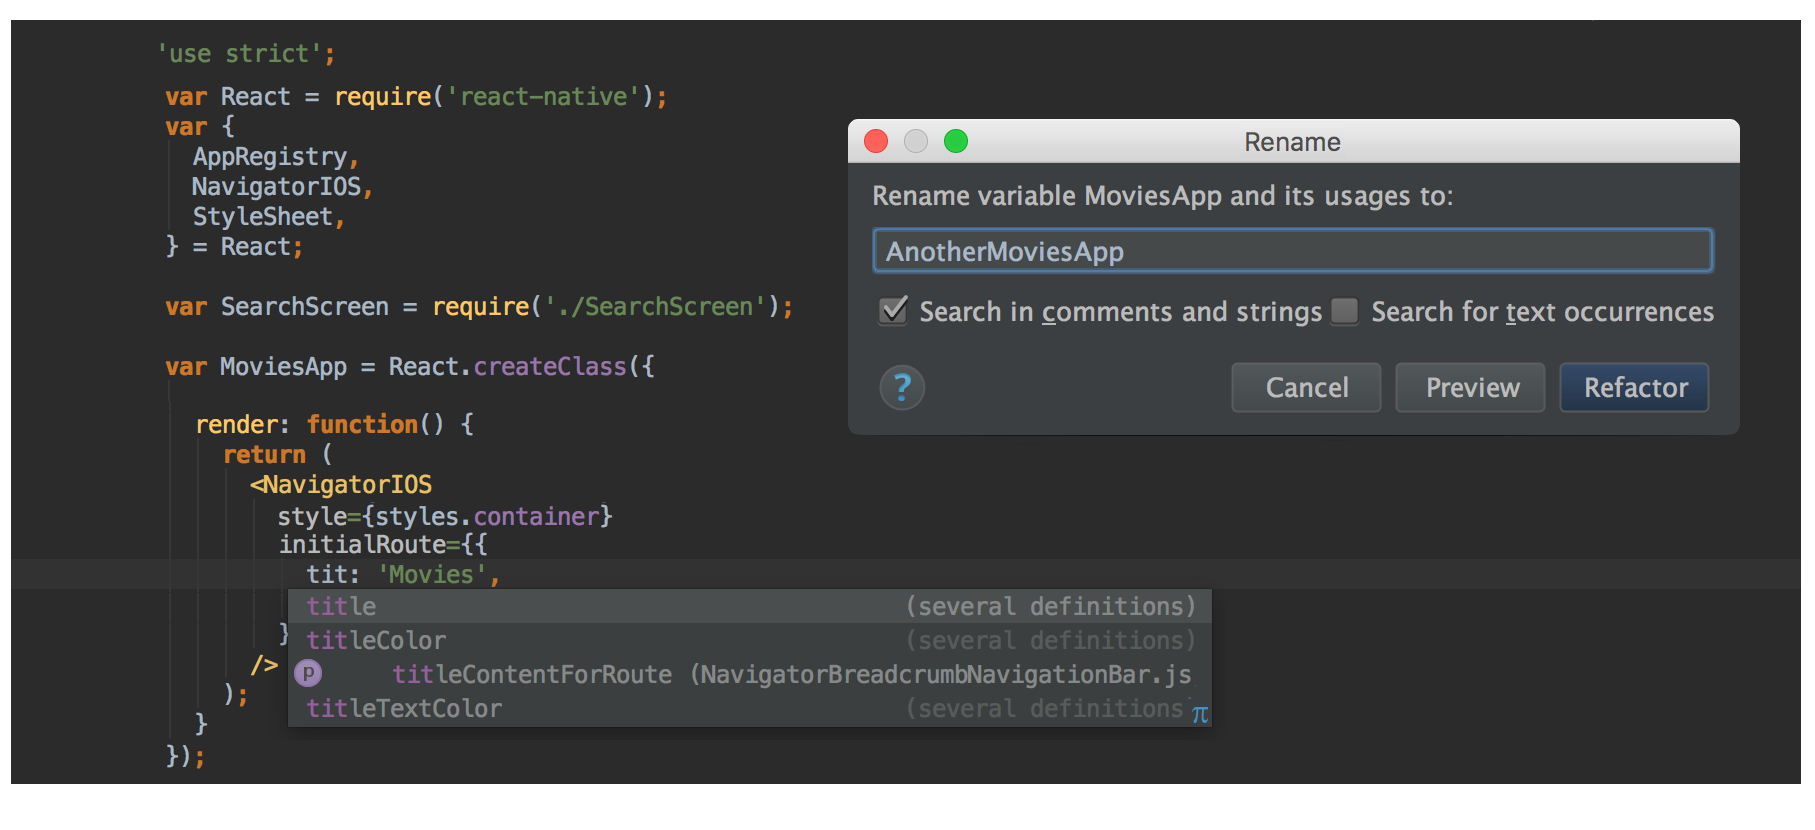 'use strict';
var React = require('react-native');
var {
AppRegistry,
NavigatorIOS,
StyleSheet,
} = React;
var SearchScreen = require('./SearchScreen');
var MoviesApp = React.createClass({
render: function() {
return (
<NavigatorIOS
style={styles.container}
initialRoute={{
tit: 'Movies',
title (several definitions)
titleColor (several definitions)
p titleContentForRoute (NavigatorBreadcrumbNavigationBar.js
titleTextColor (several definitions
π
}
/>
);
}
});
Rename
Rename variable MoviesApp and its usages to:
AnotherMoviesApp
Search in comments and strings Search for text occurrences
? Cancel Preview Refactor